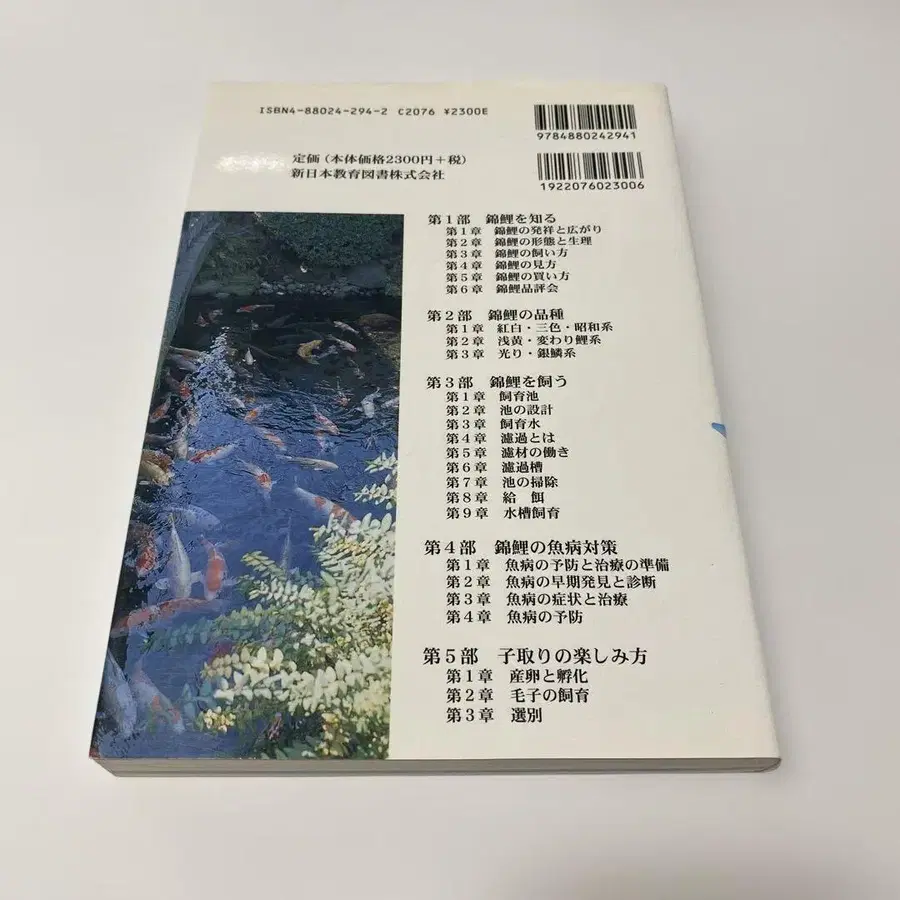 ISBN4-88024-294-2 C2076 ¥2300E
9784880242941
定価（本体価格2300円＋税）
新日本教育図書株式会社
1922076023006
第１部 錦鯉を知る
第１章 錦鯉の発祥と広がり
第２章 錦鯉の形態と生理
第３章 錦鯉の飼い方
第４章 錦鯉の見方
第５章 錦鯉の買い方
第６章 錦鯉品評会
第２部 錦鯉の品種
第１章 紅白・三色・昭和系
第２章 浅黄・変わり鯉系
第３章 光り・銀鱗系
第３部 錦鯉を飼う
第１章 飼育池
第２章 池の設計
第３章 飼育水
第４章 濾過とは
第５章 濾材の働き
第６章 濾過槽
第７章 池の掃除
第８章 給 餌
第９章 水槽飼育
第４部 錦鯉の魚病対策
第１章 魚病の予防と治療の準備
第２章 魚病の早期発見と診断
第３章 魚病の症状と治療
第４章 魚病の予防
第５部 子取りの楽しみ方
第１章 産卵と孵化
第２章 毛子の飼育
第３章 選別